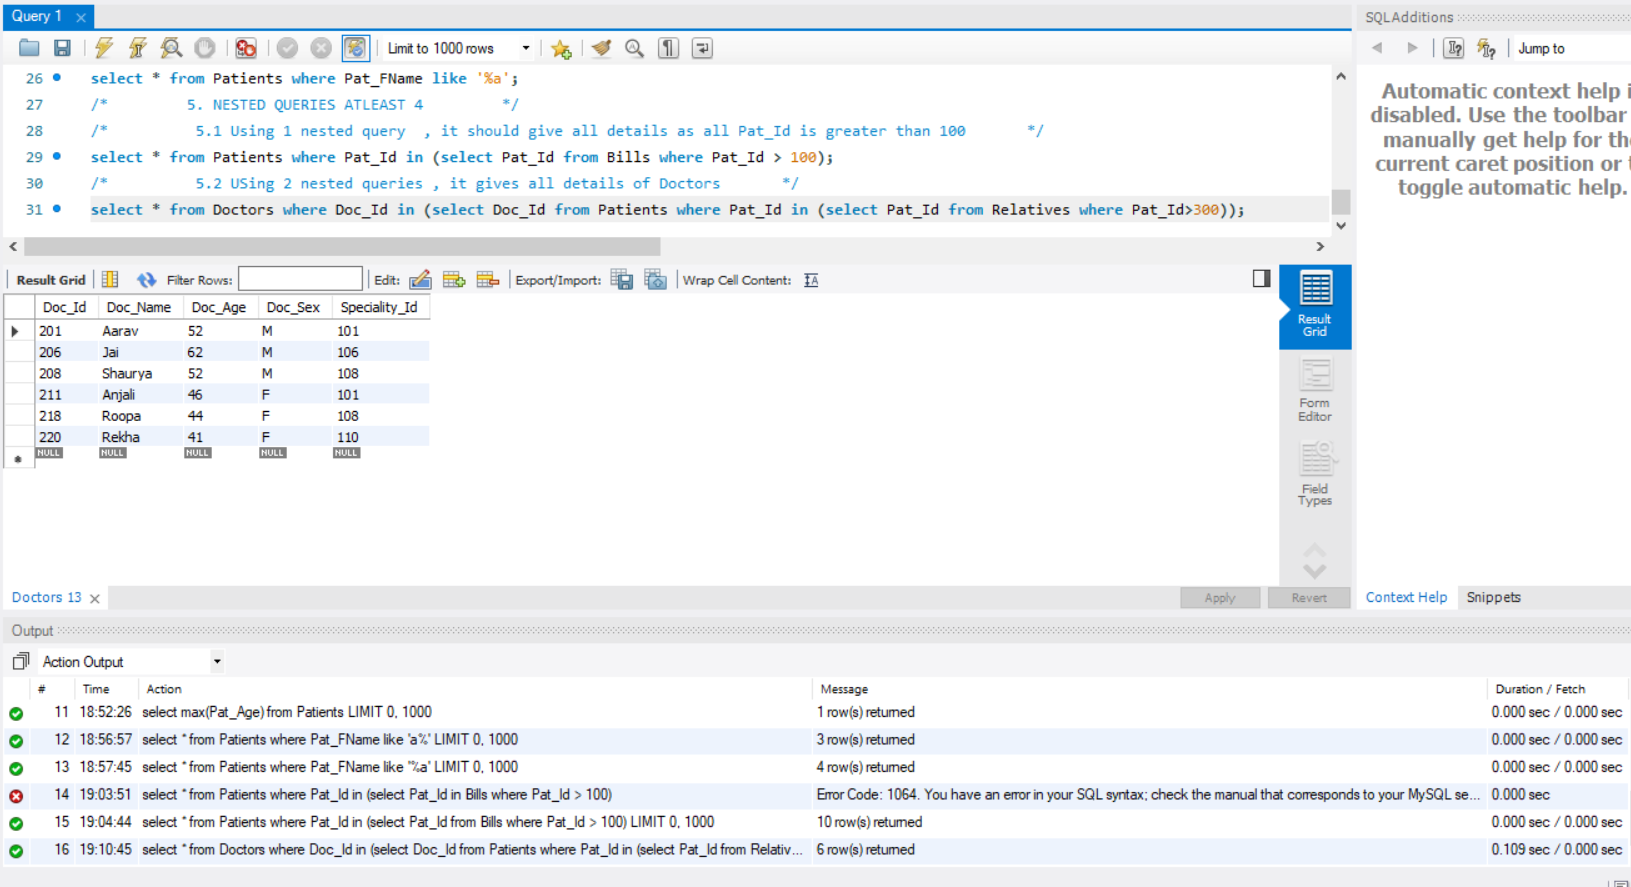 Query 1
SQLAdditions
Limit to 1000 rows
Jump to
26 select * from Patients where Pat_FName like '%a';
27 /* 5. NESTED QUERIES ATLEAST 4 */
28 /* 5.1 Using 1 nested query , it should give all details as all Pat_Id is greater than 100 */
29 select * from Patients where Pat_Id in (select Pat_Id from Bills where Pat_Id > 100);
30 /* 5.2 USing 2 nested queries , it gives all details of Doctors */
31 select * from Doctors where Doc_Id in (select Doc_Id from Patients where Pat_Id in (select Pat_Id from Relatives where Pat_Id>300));
Automatic context help
disabled. Use the toolbar
manually get help for
current caret position or
toggle automatic help.
Result Grid Filter Rows: Edit: Export/Import: Wrap Cell Content:
Doc_Id Doc_Name Doc_Age Doc_Sex Speciality_Id
201 Aarav 52 M 101
206 Jai 62 M 106
208 Shaurya 52 M 108
211 Anjali 46 F 101
218 Roopa 44 F 108
220 Rekha 41 F 110
NULL NULL NULL NULL NULL
Result
Grid
Form
Editor
Field
Types
Doctors 13
Apply
Revert
Context Help
Snippets
Output
Action Output
# Time Action Message Duration / Fetch
11 18:52:26 select max(Pat_Age) from Patients LIMIT 0, 1000 1 row(s) returned 0.000 sec / 0.000 sec
12 18:56:57 select * from Patients where Pat_FName like 'a%' LIMIT 0, 1000 3 row(s) returned 0.000 sec / 0.000 sec
13 18:57:45 select * from Patients where Pat_FName like '%a' LIMIT 0, 1000 4 row(s) returned 0.000 sec / 0.000 sec
14 19:03:51 select * from Patients where Pat_Id in (select Pat_Id in Bills where Pat_Id > 100) Error Code: 1064. You have an error in your SQL syntax; check the manual that corresponds to your MySQL se... 0.000 sec
15 19:04:44 select * from Patients where Pat_Id in (select Pat_Id from Bills where Pat_Id > 100) LIMIT 0, 1000 10 row(s) returned 0.000 sec / 0.000 sec
16 19:10:45 select * from Doctors where Doc_Id in (select Doc_Id from Patients where Pat_Id in (select Pat_Id from Relativ... 6 row(s) returned 0.109 sec / 0.000 sec